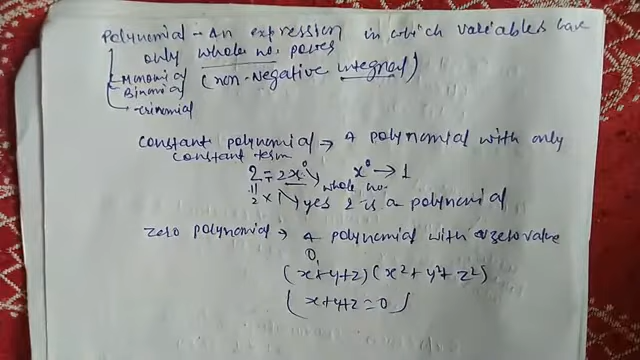 Polynomial - An expression in which variables have
only whole no. powers
Monomial (non-negative integral)
Binomial
Trinomial
constant polynomial → A polynomial with only
constant term
2 = 2x⁰ x⁰ → 1
whole no.
2 × 1 yes 2 is a polynomial
zero polynomial → A polynomial with zero value
0,
(x+y+z)(x²+y²+z²)
(x+y+z=0)